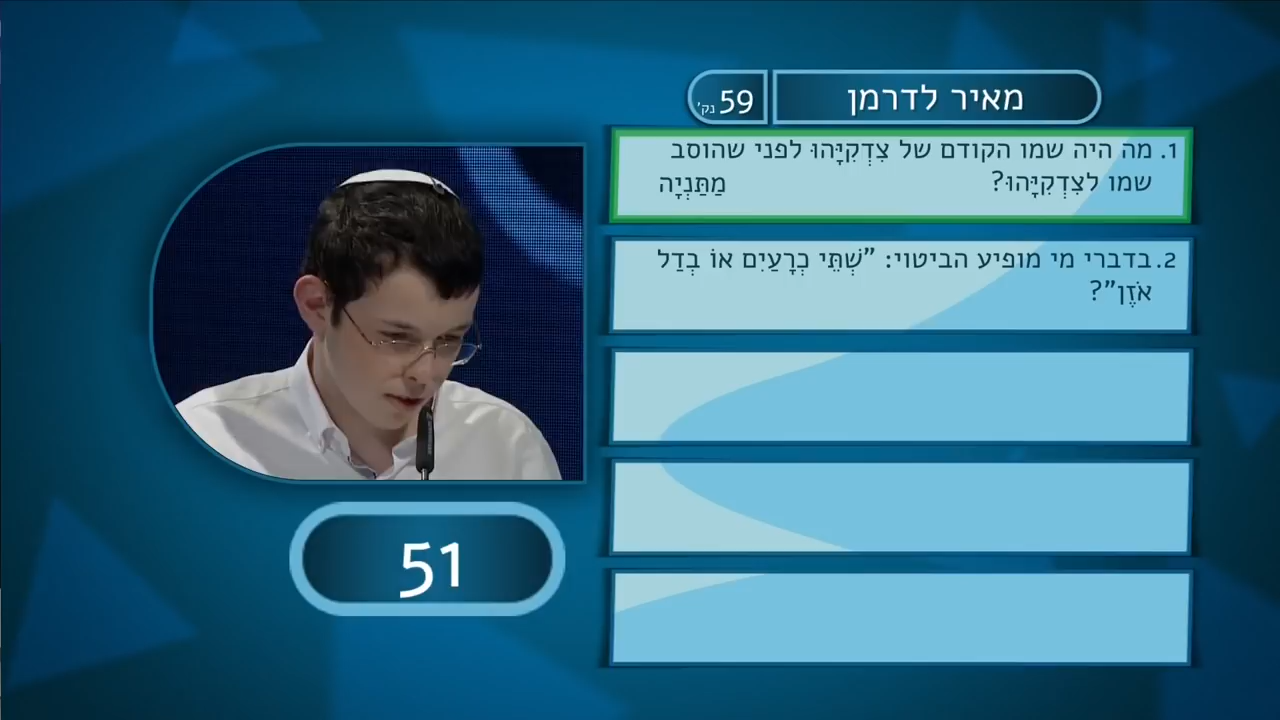 מאיר לדרמן
59 נק'
1. מה היה שמו הקודם של צִדְקִיָּהוּ לפני שהוסב
שמו לצִדְקִיָּהוּ? מַתַּנְיָה
2. בדברי מי מופיע הביטוי: "שְׁתֵּי כְרָעַיִם אוֹ בְדַל
אֹזֶן"?
51